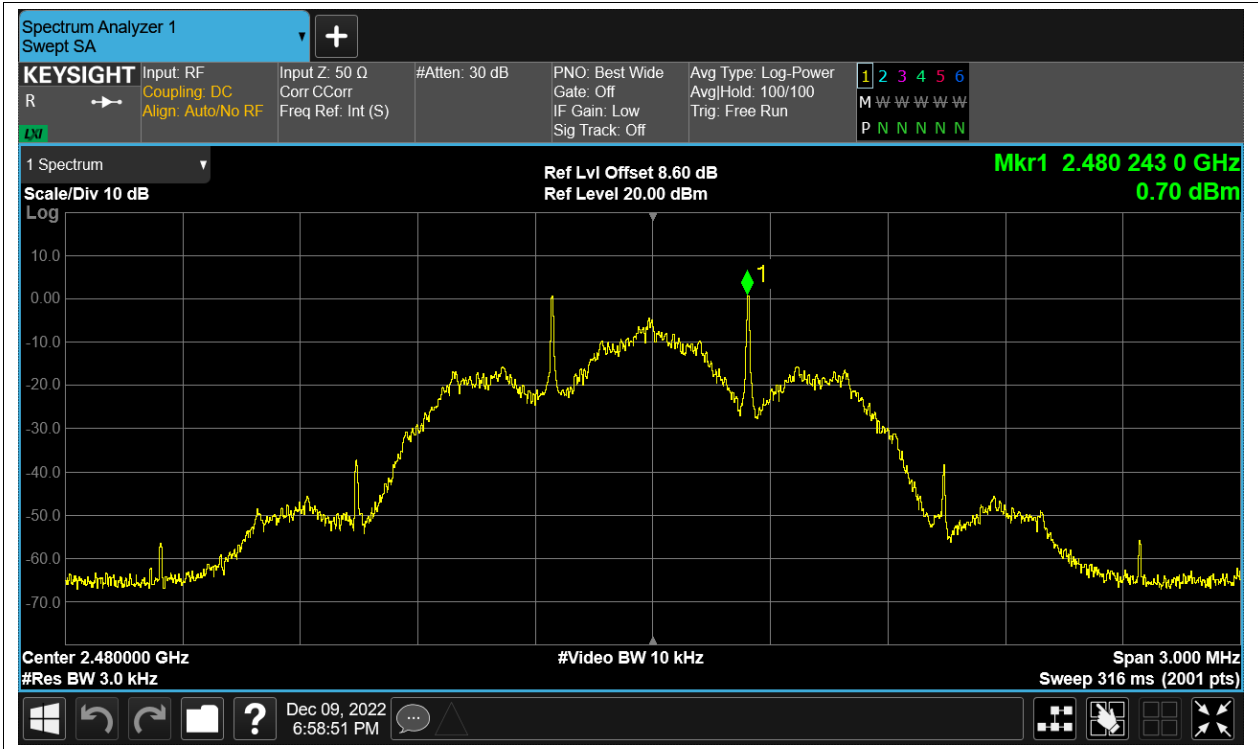 Spectrum Analyzer 1
Swept SA
+
KEYSIGHT
R
LXI
Input: RF
Coupling: DC
Align: Auto/No RF
Input Z: 50 Ω
Corr CCorr
Freq Ref: Int (S)
#Atten: 30 dB
PNO: Best Wide
Gate: Off
IF Gain: Low
Sig Track: Off
Avg Type: Log-Power
Avg|Hold: 100/100
Trig: Free Run
1 2 3 4 5 6
M W W W W W
P N N N N N
1 Spectrum
Scale/Div 10 dB
Log
Ref Lvl Offset 8.60 dB
Ref Level 20.00 dBm
Mkr1 2.480 243 0 GHz
0.70 dBm
1
10.0
0.00
-10.0
-20.0
-30.0
-40.0
-50.0
-60.0
-70.0
Center 2.480000 GHz
#Res BW 3.0 kHz
#Video BW 10 kHz
Span 3.000 MHz
Sweep 316 ms (2001 pts)
?
Dec 09, 2022
6:58:51 PM